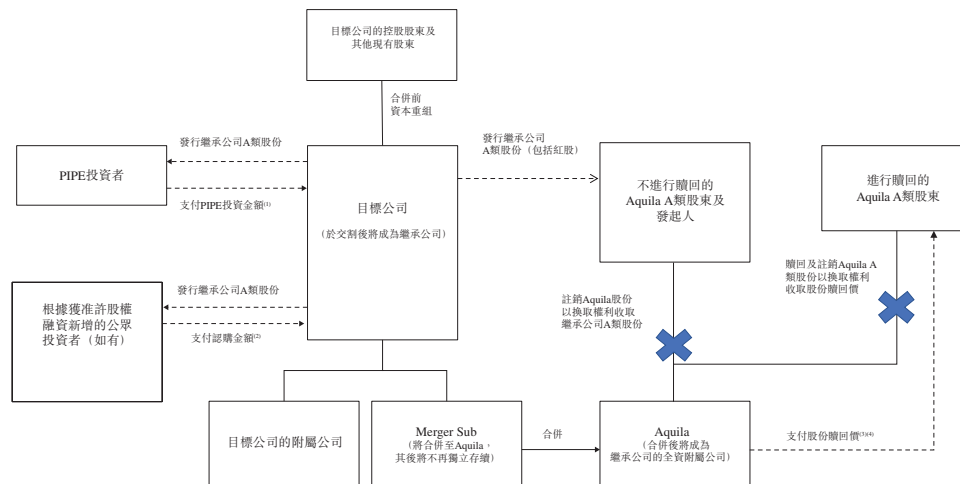 目標公司的控股股東及
其他現有股東
合併前
資本重組
發行繼承公司A類股份
PIPE投資者
支付PIPE投資金額⁽¹⁾
目標公司
（於交割後將成為繼承公司）
發行繼承公司
A類股份（包括紅股）
不進行贖回的
Aquila A類股東及
發起人
進行贖回的
Aquila A類股東
根據獲准許股權
融資新增的公眾
投資者（如有）
發行繼承公司A類股份
支付認購金額⁽²⁾
註銷Aquila股份
以換取權利收取
繼承公司A類股份
贖回及註銷Aquila A
類股份以換取權利
收取股份贖回價
目標公司的附屬公司
Merger Sub
（將合併至Aquila，
其後將不再獨立存續）
合併
Aquila
（合併後將成為
繼承公司的全資附屬公司）
支付股份贖回價⁽³⁾⁽⁴⁾